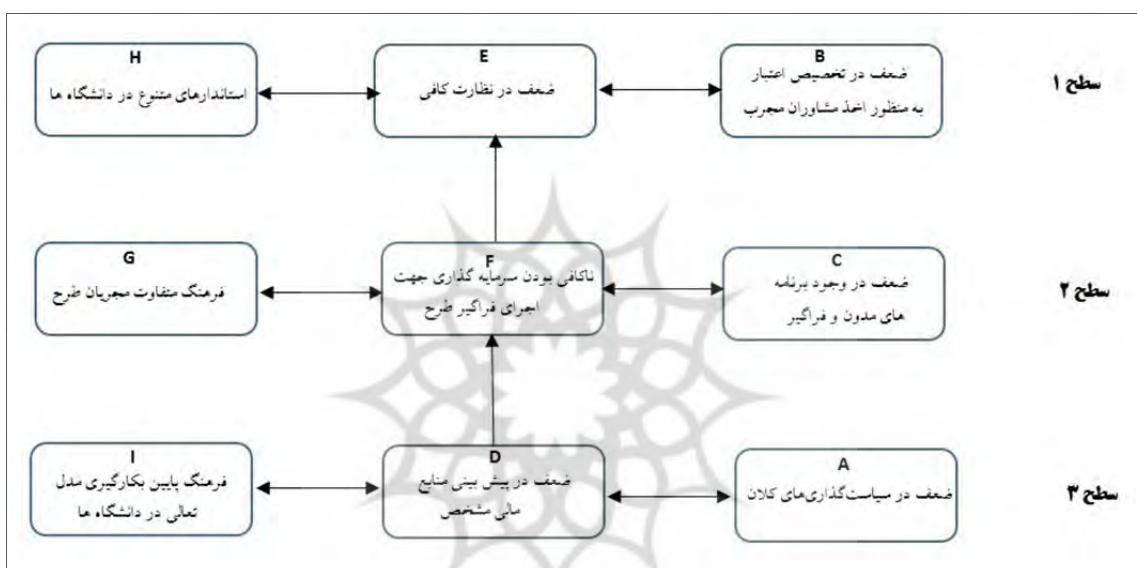 سطح ۱
B
ضعف در تخصیص اعتبار
به منظور اخذ مشاوران مجرب
E
ضعف در نظارت کافی
H
استاندارهای متنوع در دانشگاه ها
سطح ۲
C
ضعف در وجود برنامه
های مدون و فراگیر
F
ناکافی بودن سرمایه گذاری جهت
اجرای فراگیر طرح
G
فرهنگ متفاوت مجریان طرح
سطح ۳
A
ضعف در سیاست‌گذاری‌های کلان
D
ضعف در پیش بینی منابع
مالی مشخص
I
فرهنگ پایین بکارگیری مدل
تعالی در دانشگاه ها